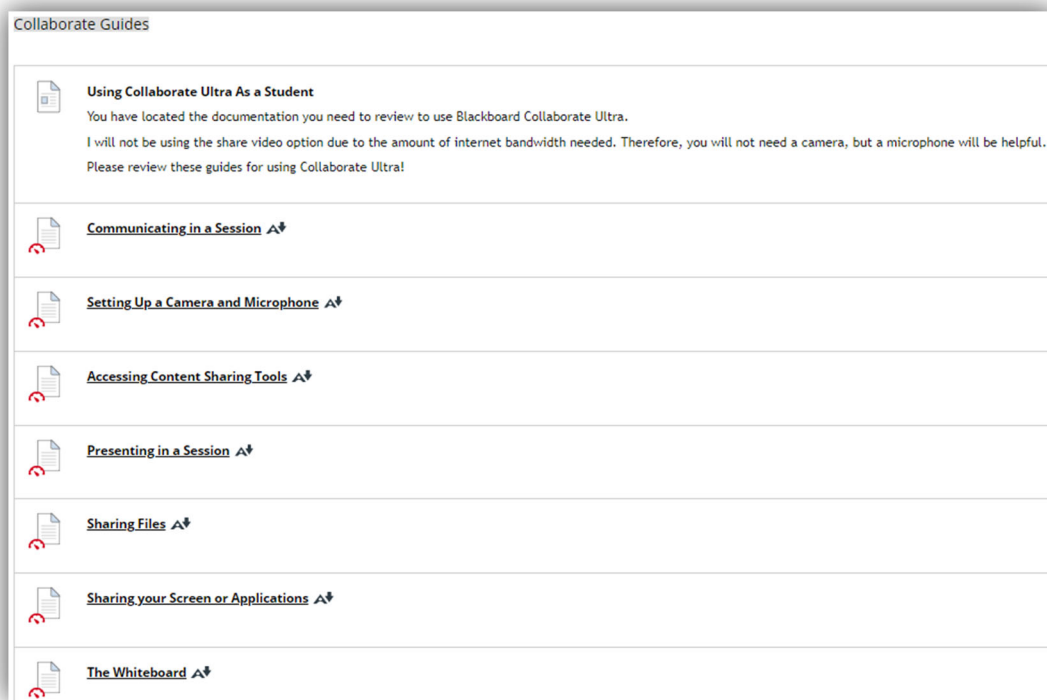 Collaborate Guides
Using Collaborate Ultra As a Student
You have located the documentation you need to review to use Blackboard Collaborate Ultra.
I will not be using the share video option due to the amount of internet bandwidth needed. Therefore, you will not need a camera, but a microphone will be helpful.
Please review these guides for using Collaborate Ultra!
Communicating in a Session
Setting Up a Camera and Microphone
Accessing Content Sharing Tools
Presenting in a Session
Sharing Files
Sharing your Screen or Applications
The Whiteboard